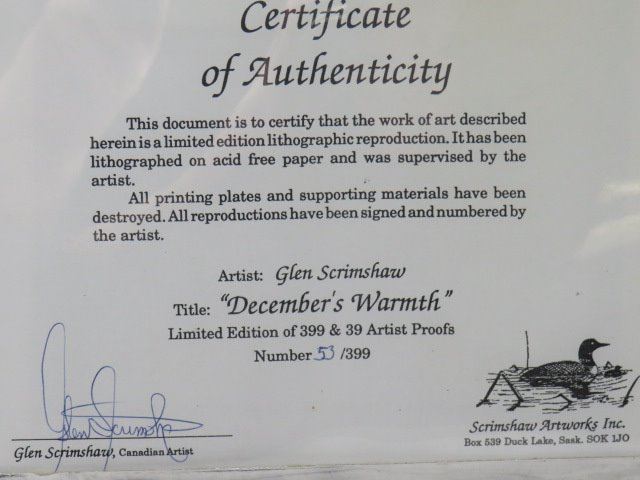 Certificate
of Authenticity
This document is to certify that the work of art described
herein is a limited edition lithographic reproduction. It has been
lithographed on acid free paper and was supervised by the
artist.
All printing plates and supporting materials have been
destroyed. All reproductions have been signed and numbered by
the artist.
Artist: Glen Scrimshaw
Title: "December's Warmth"
Limited Edition of 399 & 39 Artist Proofs
Number 53 /399
Glen Scrimshaw
Glen Scrimshaw, Canadian Artist
Scrimshaw Artworks Inc.
Box 539 Duck Lake, Sask. SOK 1JO